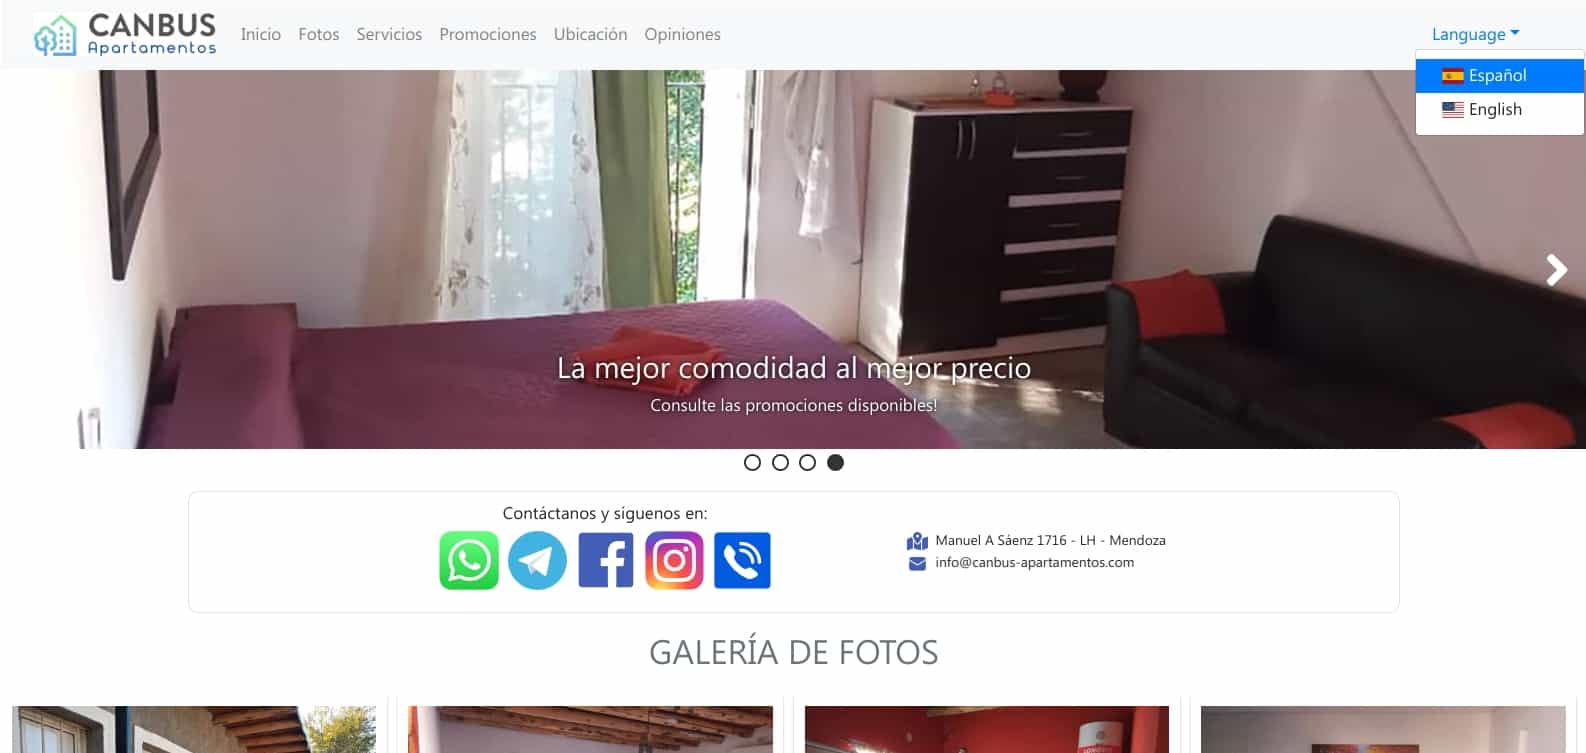 CANBUS
Apartamentos
Inicio Fotos Servicios Promociones Ubicación Opiniones
Language
Español
English
La mejor comodidad al mejor precio
Consulte las promociones disponibles!
Contáctanos y síguenos en:
Manuel A Sáenz 1716 - LH - Mendoza
info@canbus-apartamentos.com
GALERÍA DE FOTOS